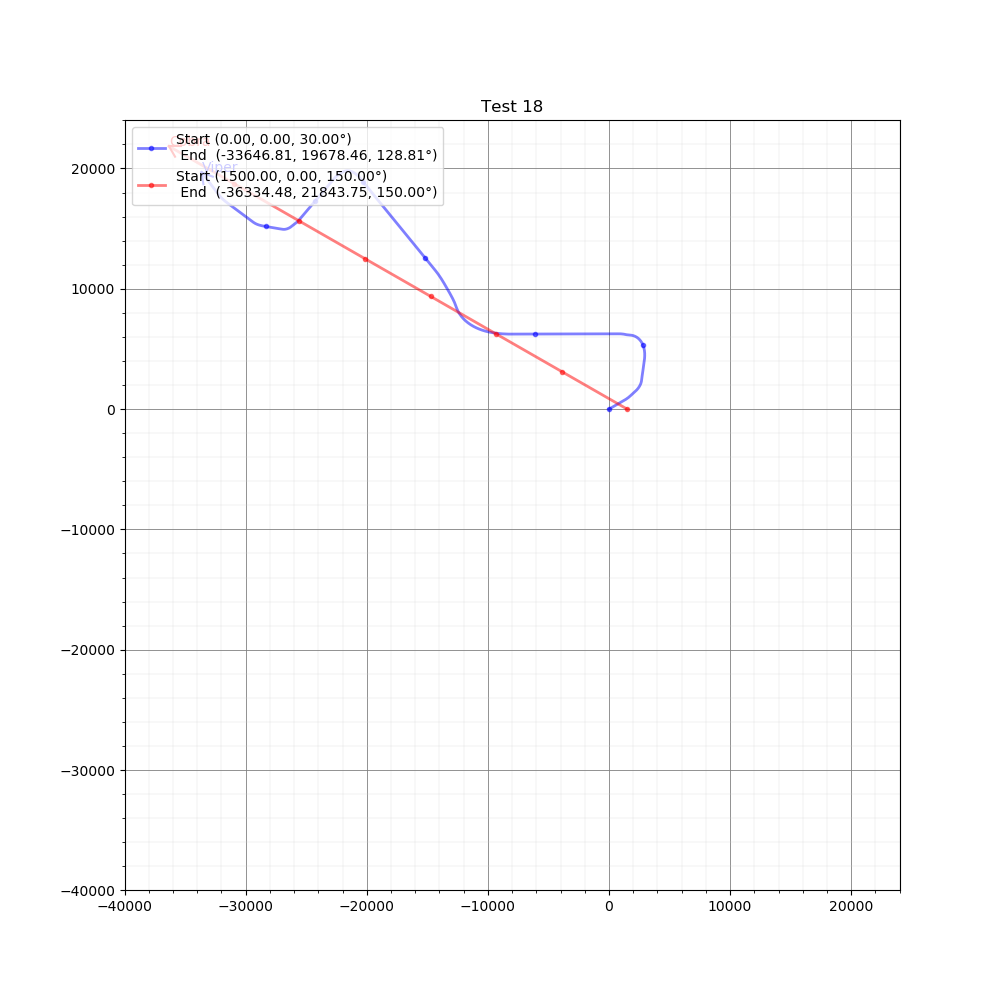 Test 18
Start (0.00, 0.00, 30.00°)
End (-33646.81, 19678.46, 128.81°)
Start (1500.00, 0.00, 150.00°)
End (-36334.48, 21843.75, 150.00°)
Viper
20000
10000
0
−10000
−20000
−30000
−40000
−40000 −30000 −20000 −10000 0 10000 20000